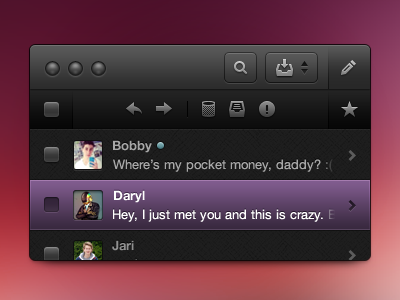 Bobby
Where's my pocket money, daddy? :(
Daryl
Hey, I just met you and this is crazy.
Jari